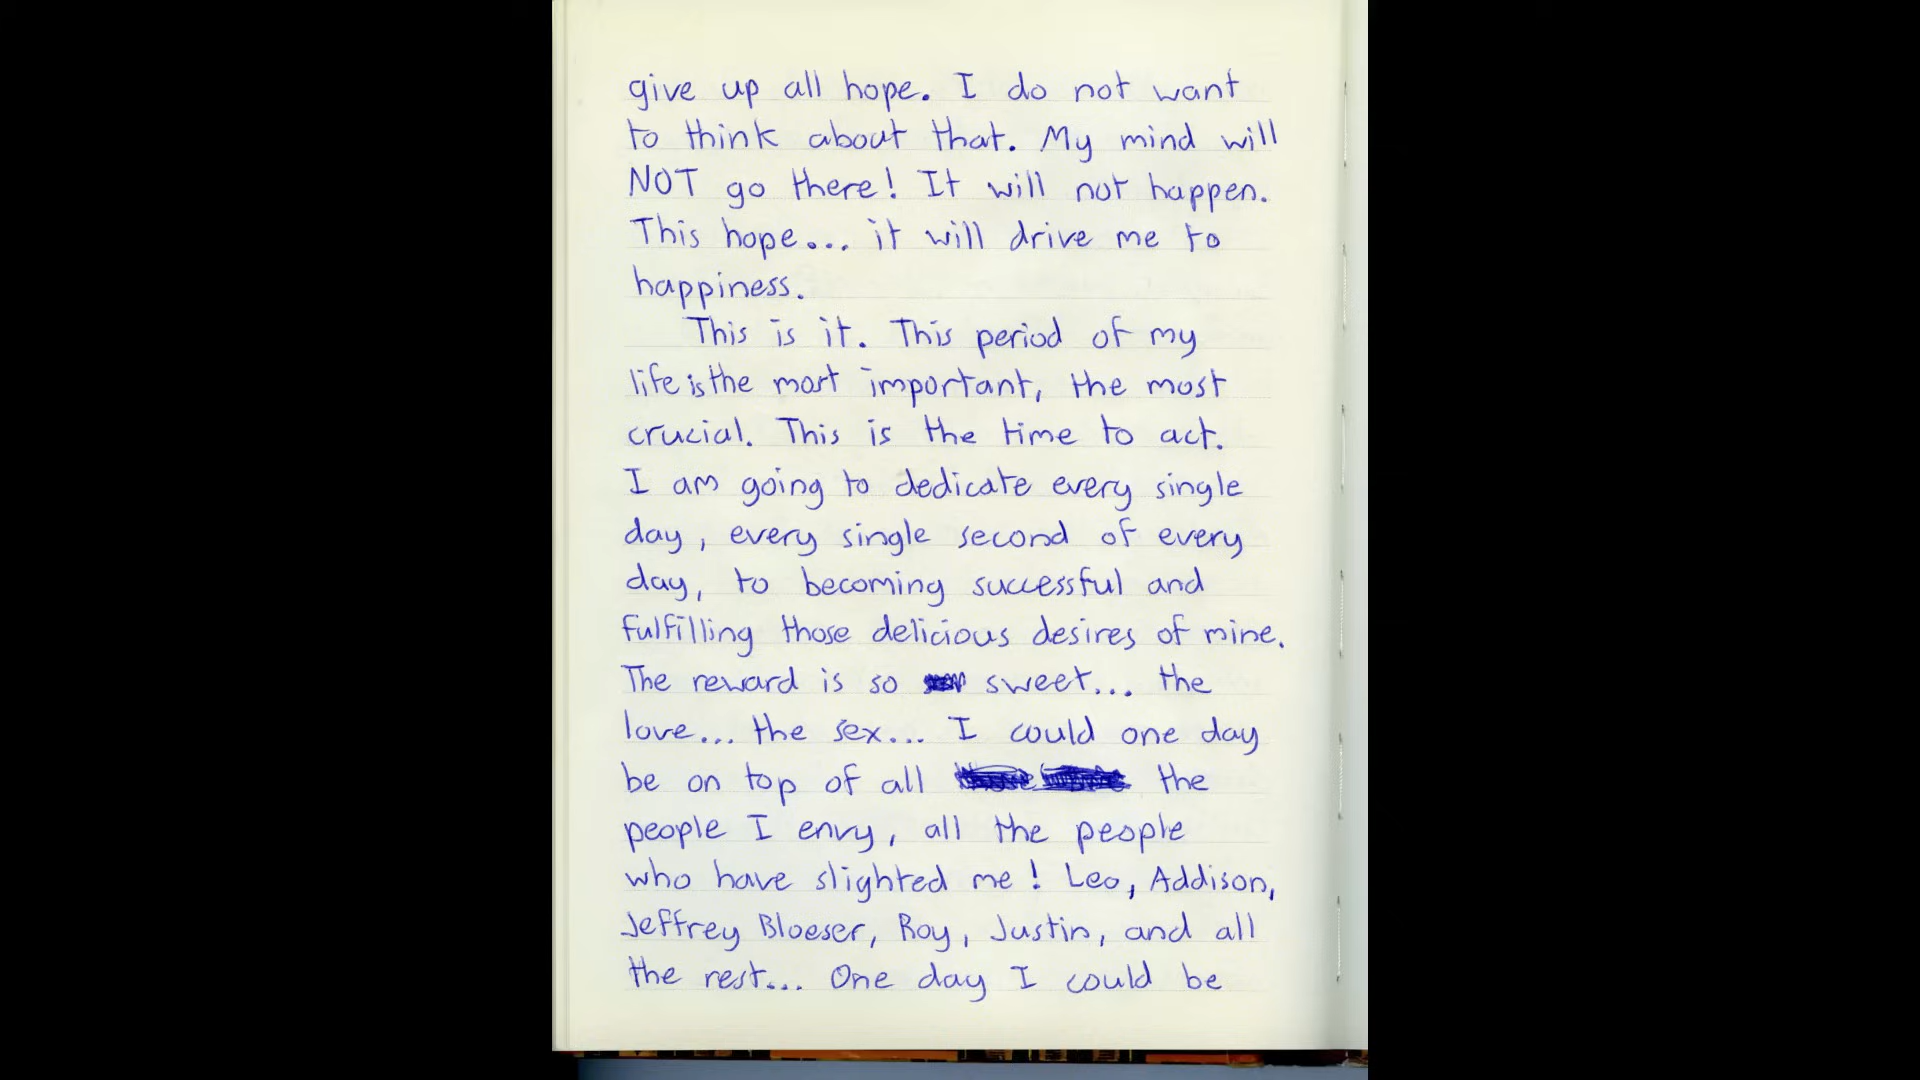 give up all hope. I do not want
to think about that. My mind will
NOT go there! It will not happen.
This hope... it will drive me to
happiness.
This is it. This period of my
life is the most important, the most
crucial. This is the time to act.
I am going to dedicate every single
day, every single second of every
day, to becoming successful and
fulfilling those delicious desires of mine.
The reward is so sweet... the
love... the sex... I could one day
be on top of all the
people I envy, all the people
who have slighted me! Leo, Addison,
Jeffrey Bloeser, Roy, Justin, and all
the rest... One day I could be